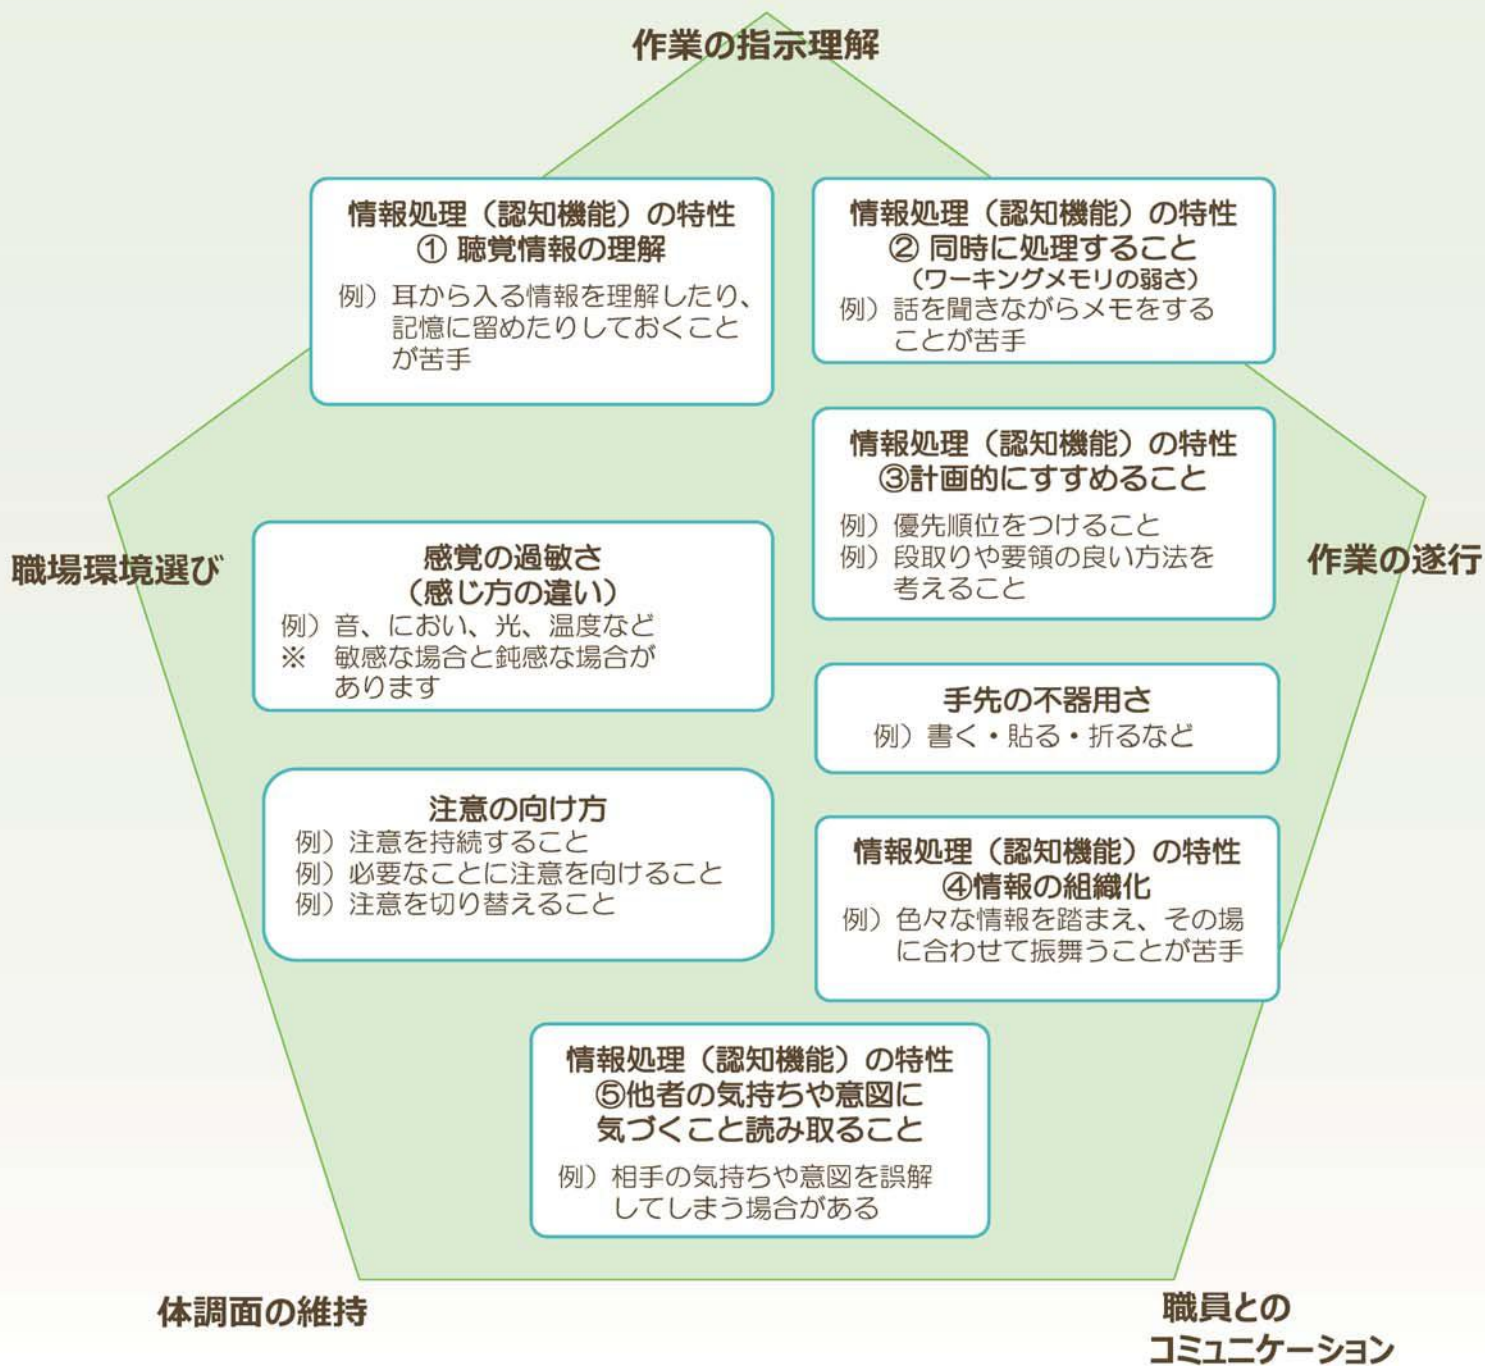 作業の指示理解
情報処理（認知機能）の特性
① 聴覚情報の理解
例）耳から入る情報を理解したり、
記憶に留めたりしておくこと
が苦手
情報処理（認知機能）の特性
② 同時に処理すること
（ワーキングメモリの弱さ）
例）話を聞きながらメモをする
ことが苦手
情報処理（認知機能）の特性
③計画的にすすめること
例）優先順位をつけること
例）段取りや要領の良い方法を
考えること
職場環境選び
感覚の過敏さ
（感じ方の違い）
例）音、におい、光、温度など
※ 敏感な場合と鈍感な場合が
あります
作業の遂行
手先の不器用さ
例）書く・貼る・折るなど
注意の向け方
例）注意を持続すること
例）必要なことに注意を向けること
例）注意を切り替えること
情報処理（認知機能）の特性
④情報の組織化
例）色々な情報を踏まえ、その場
に合わせて振舞うことが苦手
情報処理（認知機能）の特性
⑤他者の気持ちや意図に
気づくこと読み取ること
例）相手の気持ちや意図を誤解
してしまう場合がある
体調面の維持
職員との
コミュニケーション